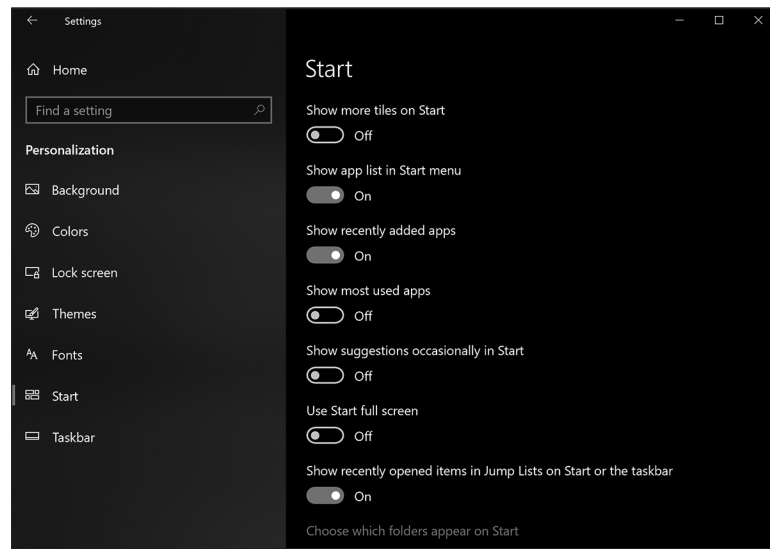 Settings
Home
Find a setting
Personalization
Background
Colors
Lock screen
Themes
Fonts
Start
Taskbar
Start
Show more tiles on Start
Off
Show app list in Start menu
On
Show recently added apps
On
Show most used apps
Off
Show suggestions occasionally in Start
Off
Use Start full screen
Off
Show recently opened items in Jump Lists on Start or the taskbar
On
Choose which folders appear on Start